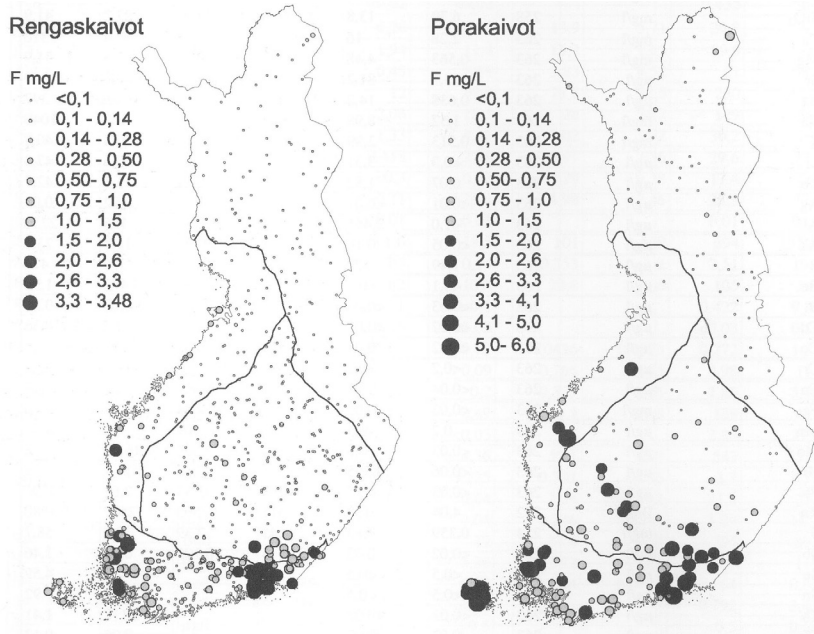 Rengaskaivot
F mg/L
<0,1
0,1 - 0,14
0,14 - 0,28
0,28 - 0,50
0,50- 0,75
0,75 - 1,0
1,0 - 1,5
1,5 - 2,0
2,0 - 2,6
2,6 - 3,3
3,3 - 3,48
Porakaivot
F mg/L
<0,1
0,1 - 0,14
0,14 - 0,28
0,28 - 0,50
0,50- 0,75
0,75 - 1,0
1,0 - 1,5
1,5 - 2,0
2,0 - 2,6
2,6 - 3,3
3,3 - 4,1
4,1 - 5,0
5,0- 6,0